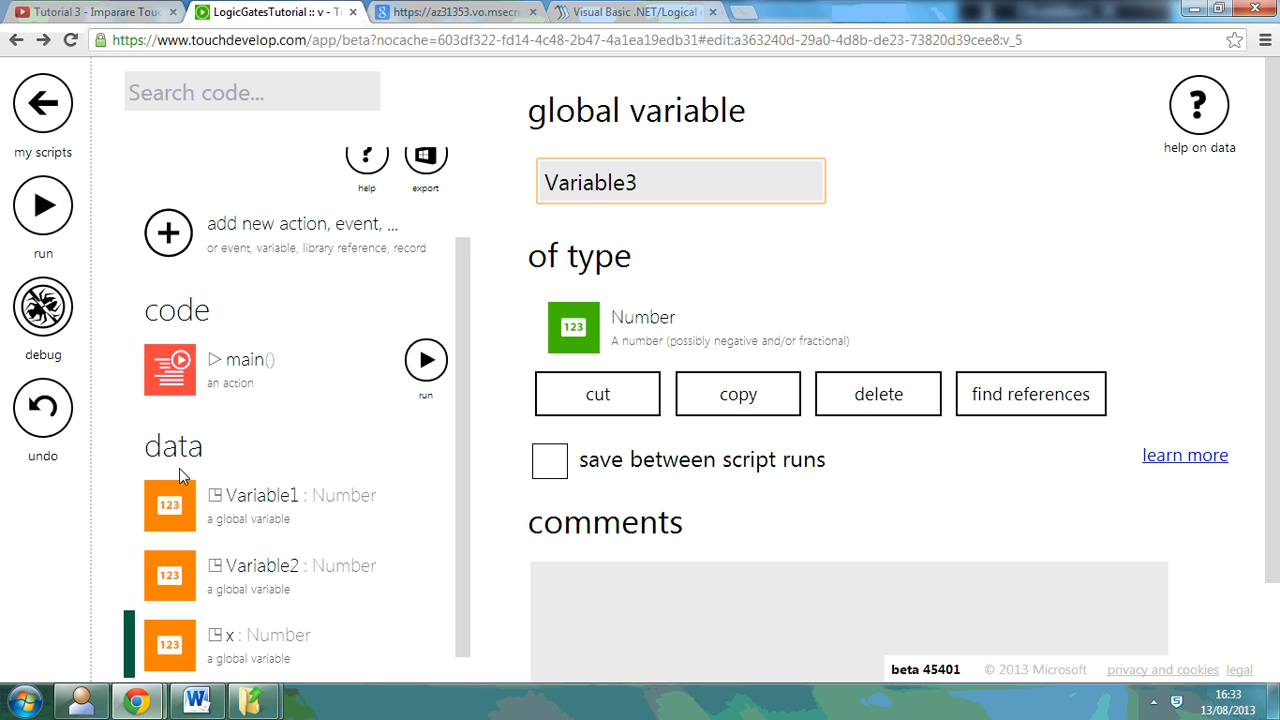 Tutorial 3 - Imparare Touc
LogicGatesTutorial :: v - To
https://az31353.vo.msecn
Visual Basic .NET/Logical
https://www.touchdevelop.com/app/beta?nocache=603df322-fd14-4c48-2b47-4a1ea19edb31#edit:a363240d-29a0-4d8b-de23-73820d39cee8:v_5
my scripts
run
debug
undo
Search code...
help
export
add new action, event, ...
or event, variable, library reference, record
code
main()
an action
run
data
123
Variable1 : Number
a global variable
123
Variable2 : Number
a global variable
123
x : Number
a global variable
global variable
?
help on data
Variable3
of type
123
Number
A number (possibly negative and/or fractional)
cut
copy
delete
find references
save between script runs
learn more
comments
beta 45401
© 2013 Microsoft
privacy and cookies
legal
16:33
13/08/2013